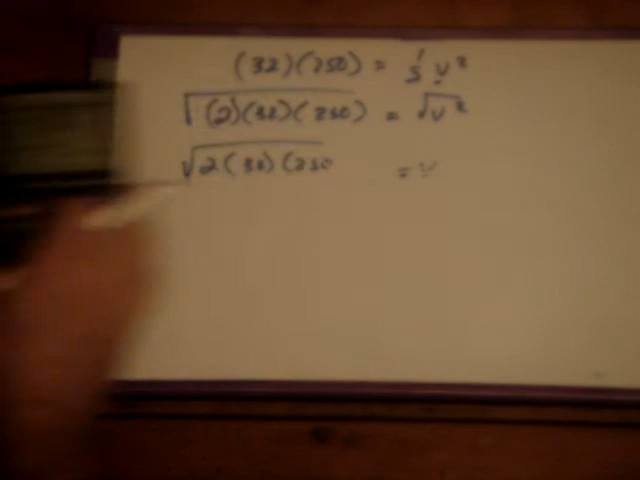 (32)(250) = 1/2 v²
√(2)(32)(250) = √v²
√2(32)(250 = v